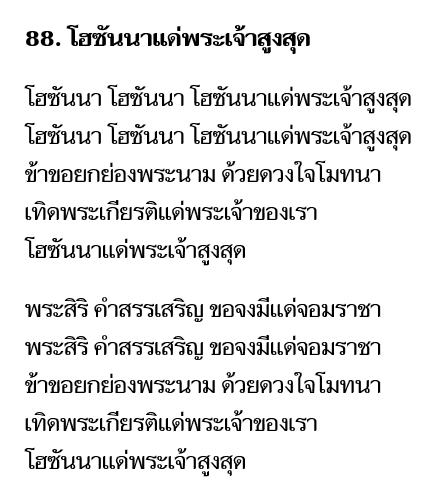 88. โฮซันนาแด่พระเจ้าสูงสุด
โฮซันนา โฮซันนา โฮซันนาแด่พระเจ้าสูงสุด
โฮซันนา โฮซันนา โฮซันนาแด่พระเจ้าสูงสุด
ข้าขอยกย่องพระนาม ด้วยดวงใจโมทนา
เทิดพระเกียรติแด่พระเจ้าของเรา
โฮซันนาแด่พระเจ้าสูงสุด
พระสิริ คำสรรเสริญ ขอจงมีแด่จอมราชา
พระสิริ คำสรรเสริญ ขอจงมีแด่จอมราชา
ข้าขอยกย่องพระนาม ด้วยดวงใจโมทนา
เทิดพระเกียรติแด่พระเจ้าของเรา
โฮซันนาแด่พระเจ้าสูงสุด